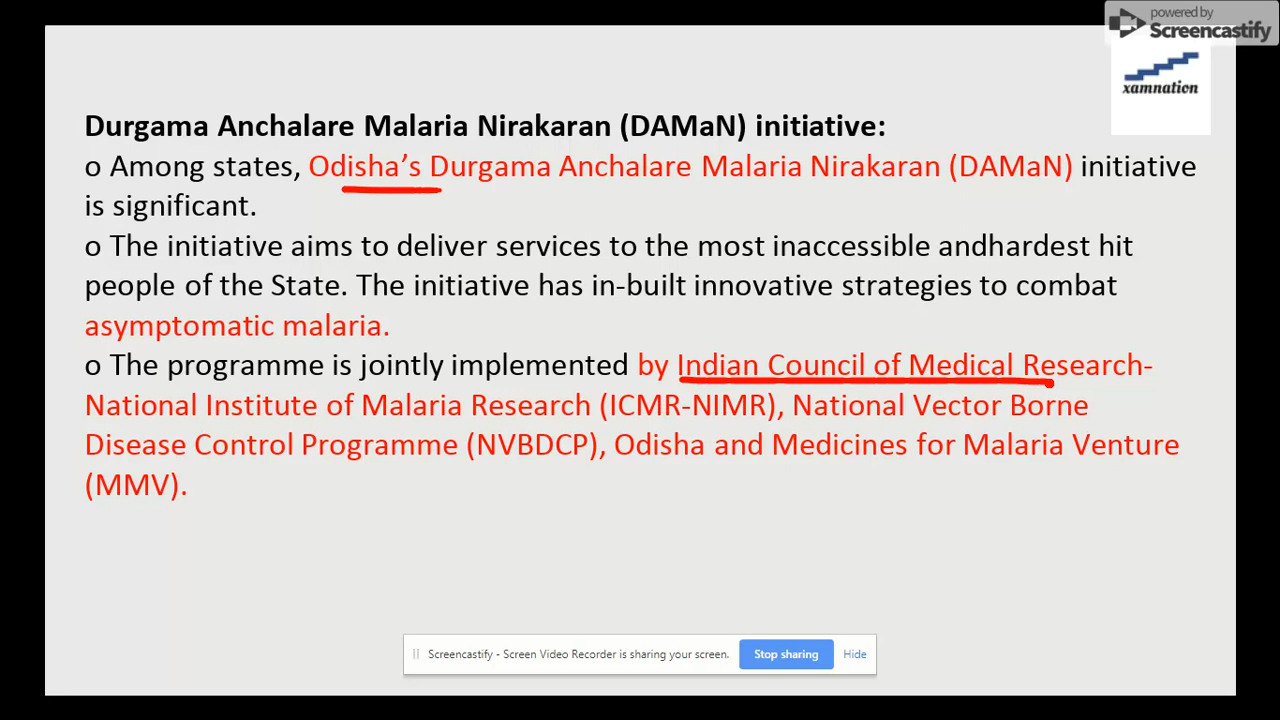 powered by
Screencastify
xamnation
Durgama Anchalare Malaria Nirakaran (DAMaN) initiative:
o Among states, Odisha’s Durgama Anchalare Malaria Nirakaran (DAMaN) initiative
is significant.
o The initiative aims to deliver services to the most inaccessible andhardest hit
people of the State. The initiative has in-built innovative strategies to combat
asymptomatic malaria.
o The programme is jointly implemented by Indian Council of Medical Research-
National Institute of Malaria Research (ICMR-NIMR), National Vector Borne
Disease Control Programme (NVBDCP), Odisha and Medicines for Malaria Venture
(MMV).
Screencastify - Screen Video Recorder is sharing your screen. Stop sharing Hide